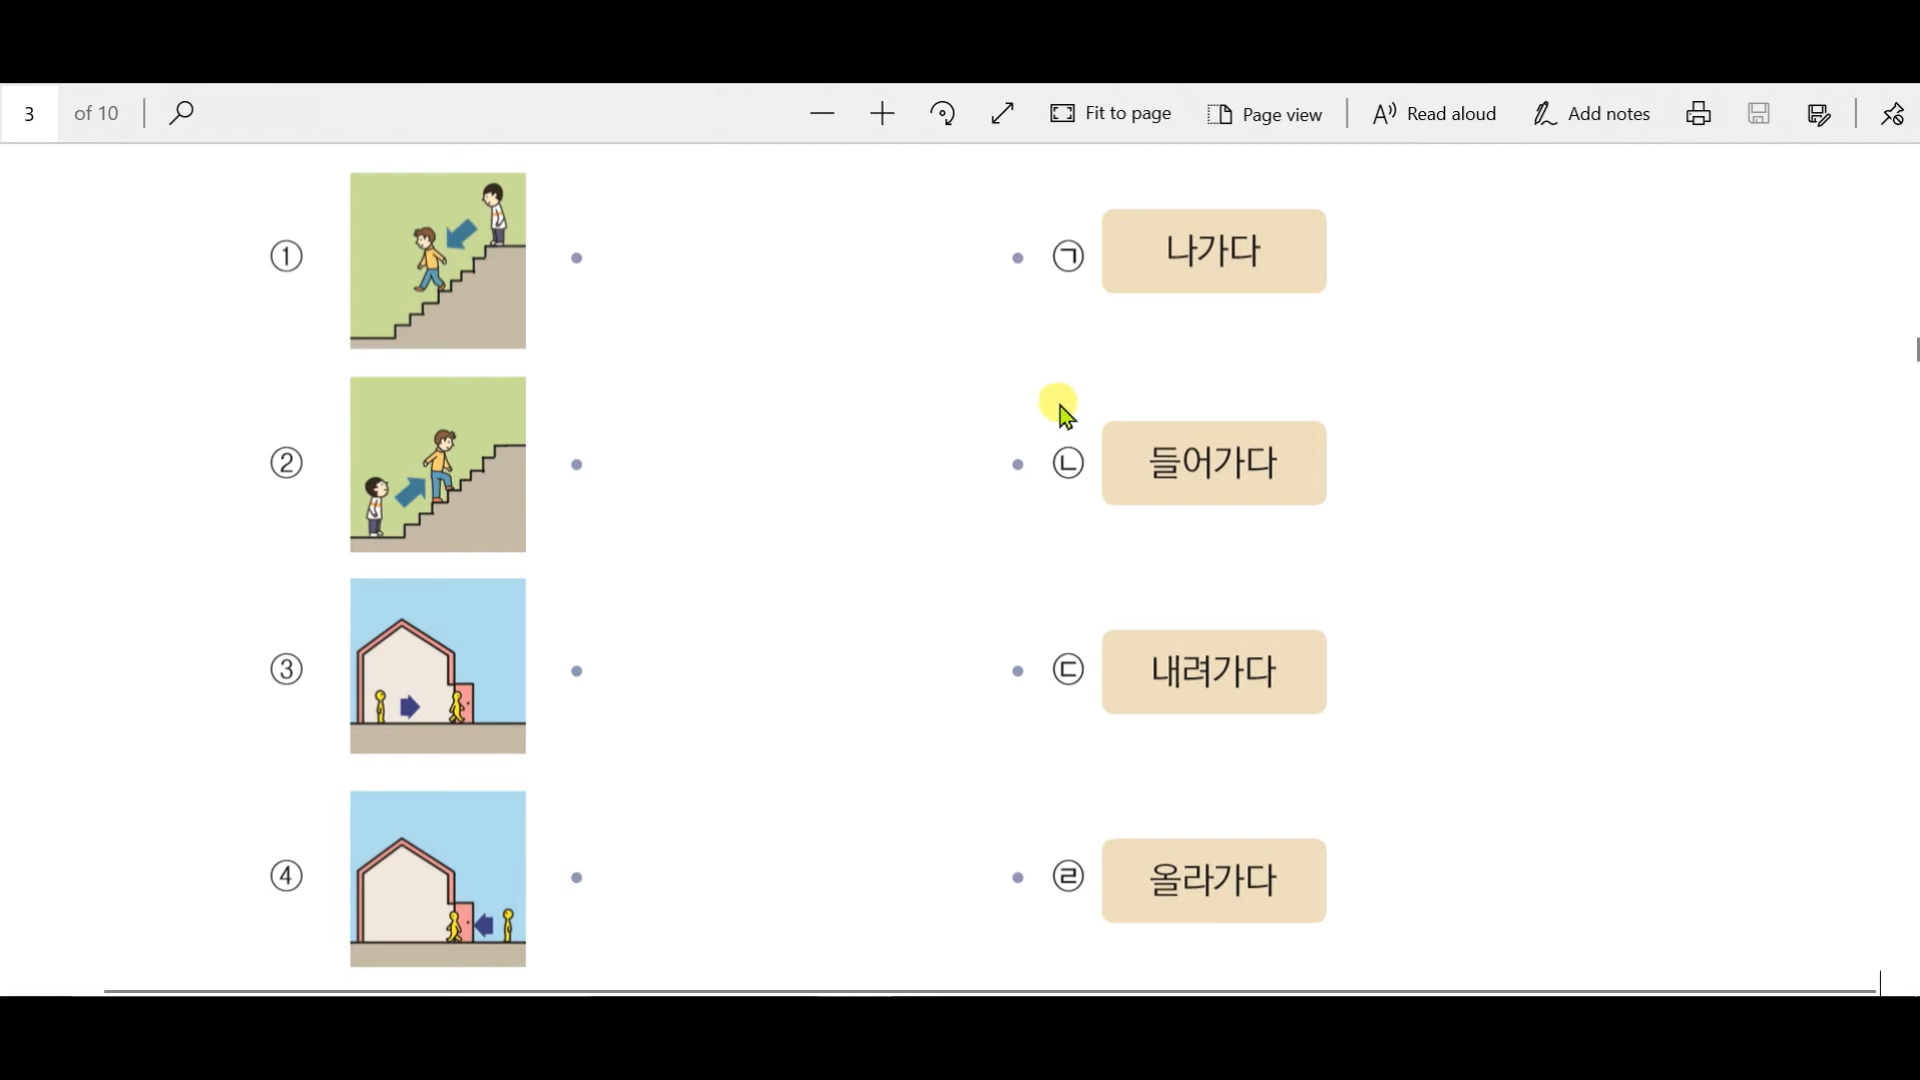 3 of 10 Fit to page Page view Read aloud Add notes
① ㉠ 나가다
② ㉡ 들어가다
③ ㉢ 내려가다
④ ㉣ 올라가다